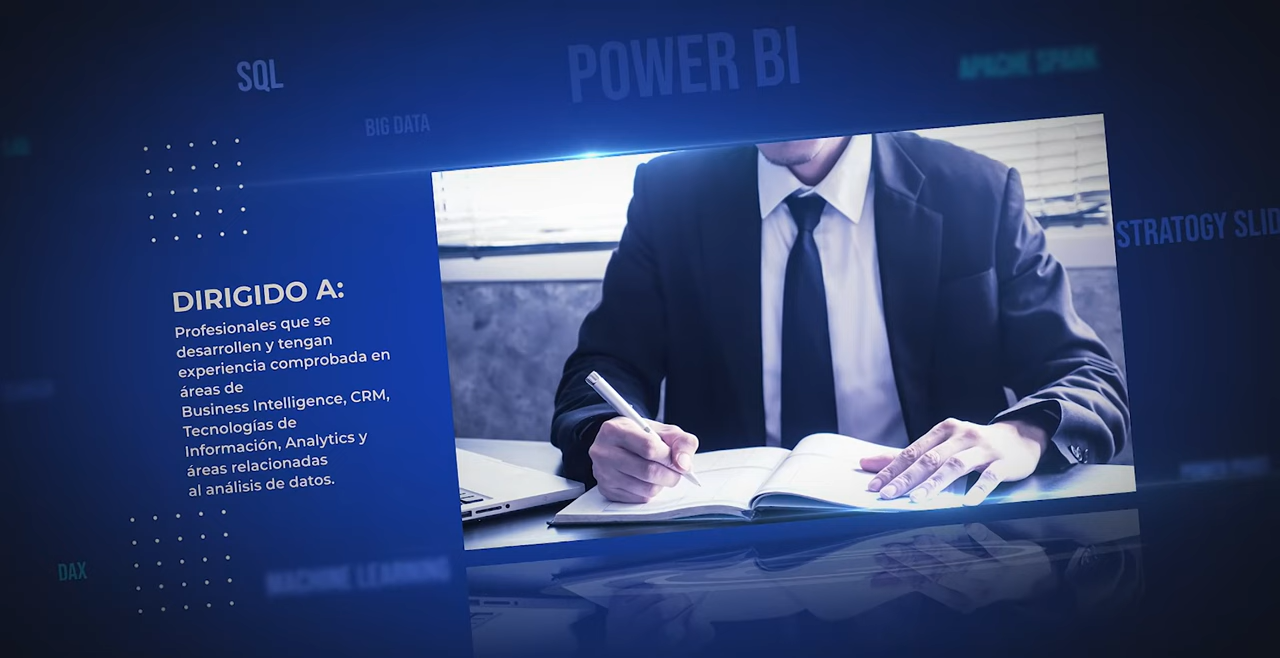 POWER BI
SQL
APACHE SPARK
BIG DATA
STRATOGY SLID
DIRIGIDO A:
Profesionales que se
desarrollen y tengan
experiencia comprobada en
áreas de
Business Intelligence, CRM,
Tecnologías de
Información, Analytics y
áreas relacionadas
al análisis de datos.
DAX
MACHINE LEARNING